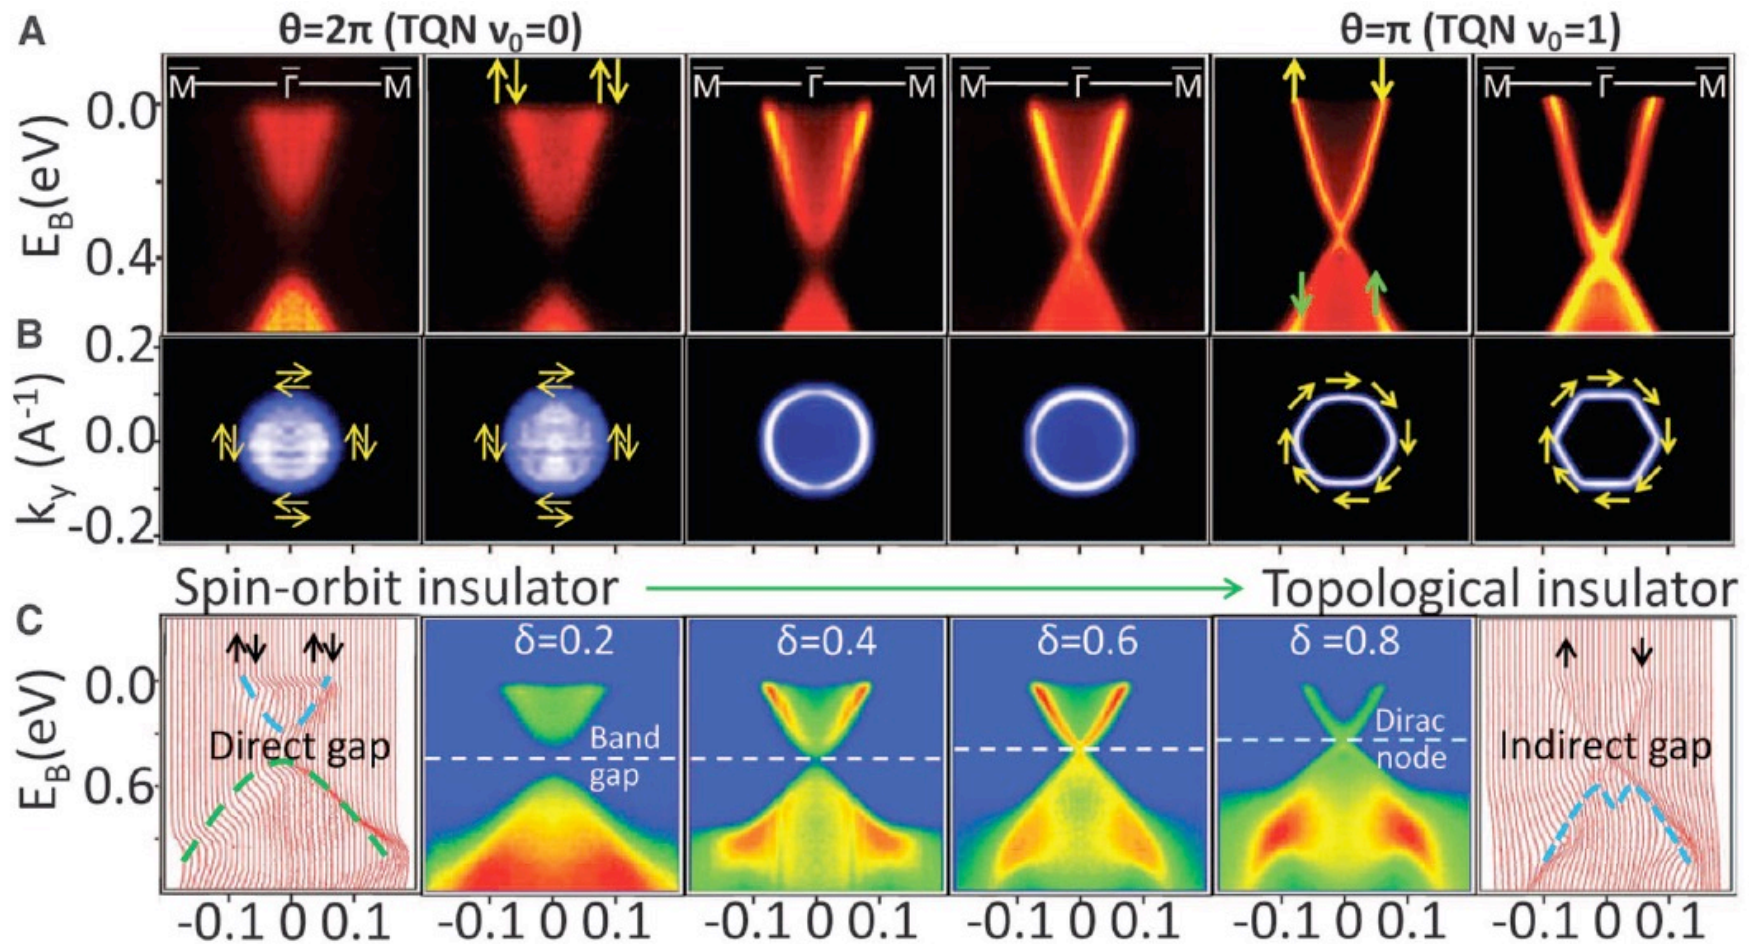 A
θ=2π (TQN ν₀=0)
θ=π (TQN ν₀=1)
M̅ Γ̅ M̅
M̅ Γ̅ M̅
M̅ Γ̅ M̅
M̅ Γ̅ M̅
E_B(eV)
0.0
0.4
B
k_y (A⁻¹)
0.2
0.0
-0.2
Spin-orbit insulator
Topological insulator
C
E_B(eV)
0.0
0.6
Direct gap
δ=0.2
Band
gap
δ=0.4
δ=0.6
δ =0.8
Dirac
node
Indirect gap
-0.1 0 0.1
-0.1 0 0.1
-0.1 0 0.1
-0.1 0 0.1
-0.1 0 0.1
-0.1 0 0.1